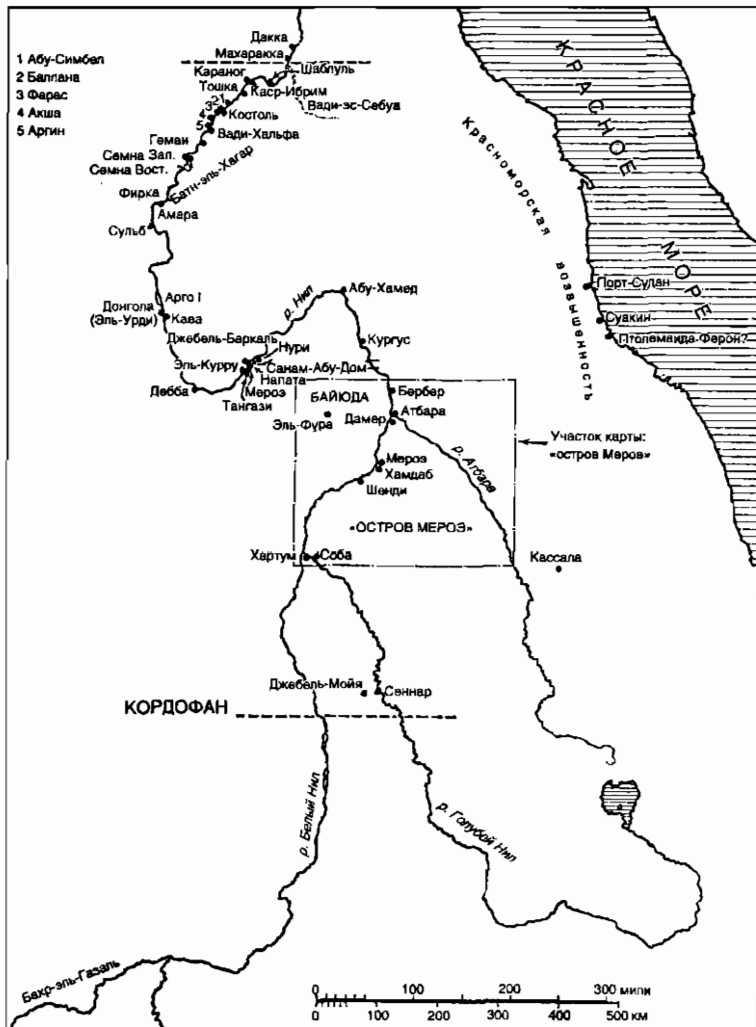 1 Абу-Симбел
2 Баллана
3 Фарас
4 Акша
5 Аргин
Дакка
Махаракка
Караног
Шаблуль
Тошка
Каср-Ибрим
Вади-эс-Себуа
321
Костоль
4
5
Вади-Хальфа
Гемаи
Семна Зап.
Семна Вост.
Батн-эль-Хагар
Фирка
Амара
Сульб
КРАСНОЕ
МОРЕ
Красноморская
возвышенность
Порт-Судан
Суакин
Птолемаида-Ферон?
р. Нил
Абу-Хамед
Арго I
Донгола
(Эль-Урди)
Кава
Джебель-Баркаль
Нури
Кургус
Эль-Курру
Санам-Абу-Дом
Напата
Дебба
Мероэ
Тангази
БАЙЮДА
Бербер
Эль-Фура
Дамер
Атбара
р. Атбара
Участок карты:
«остров Мероэ»
Мероэ
Хамдаб
Шенди
«ОСТРОВ МЕРОЭ»
Хартум
Соба
Кассала
Джебель-Мойя
Сеннар
КОРДОФАН
р. Белый Нил
р. Голубой Нил
Бахр-эль-Газаль
0 100 200 300 мили
0 100 200 300 400 500 км